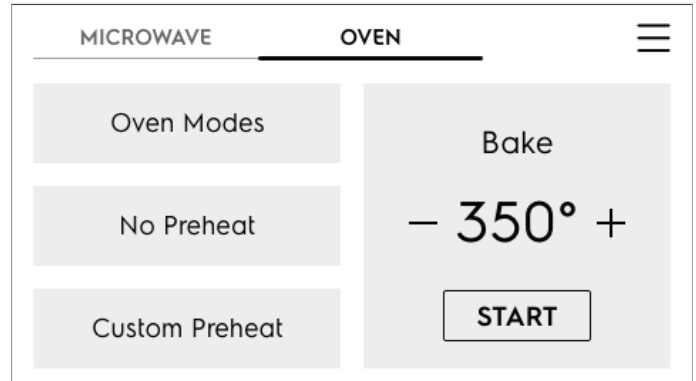 MICROWAVE
OVEN
Oven Modes
No Preheat
Custom Preheat
Bake
− 350° +
START